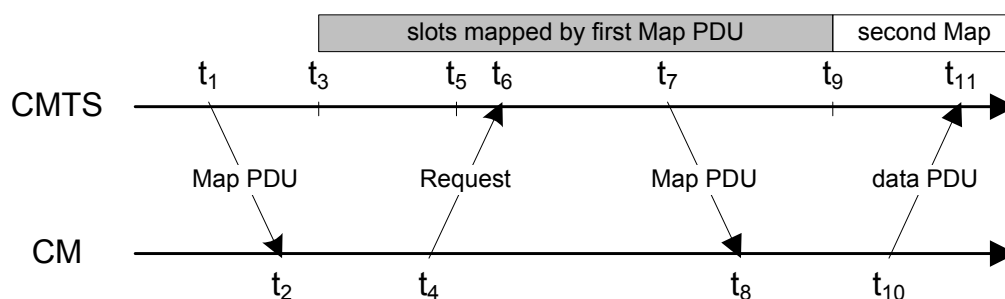 slots mapped by first Map PDU second Map
t1 t3 t5 t6 t7 t9 t11
CMTS
Map PDU Request Map PDU data PDU
CM
t2 t4 t8 t10